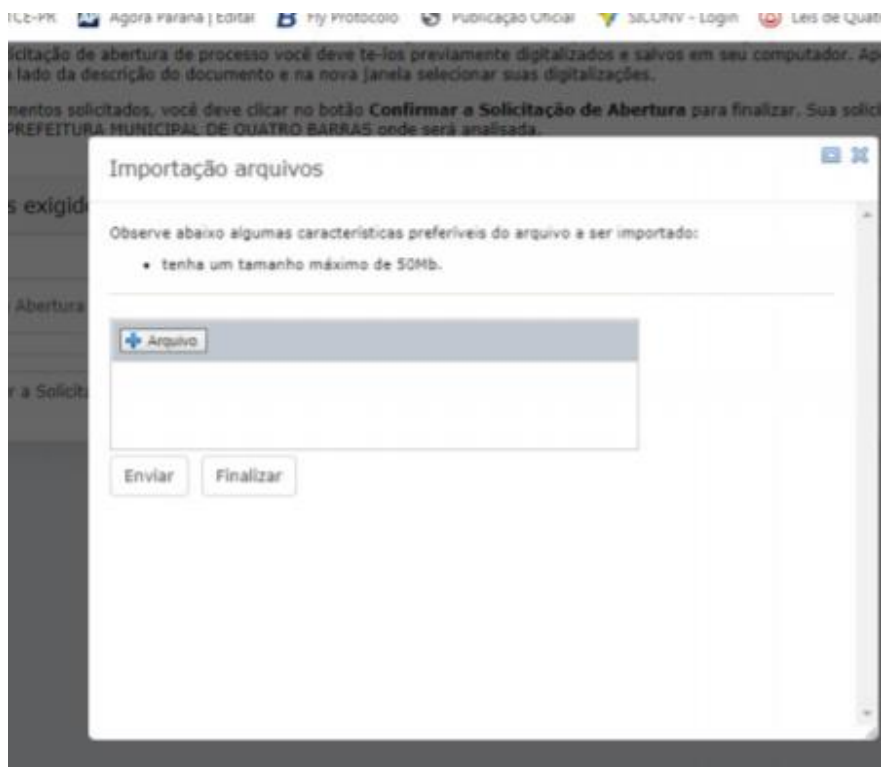 TCE-PR Agora Paraná | Edital Fly Protocolo Publicação Oficial SICONV - Login Leis de Quat
licitação de abertura de processo você deve te-los previamente digitalizados e salvos em seu computador. Ap
lado da descrição do documento e na nova janela selecionar suas digitalizações.
mentos solicitados, você deve clicar no botão Confirmar a Solicitação de Abertura para finalizar. Sua solici
PREFEITURA MUNICIPAL DE QUATRO BARRAS onde será analisada.
Importação arquivos
s exigid
Observe abaixo algumas características preferíveis do arquivo a ser importado:
• tenha um tamanho máximo de 50Mb.
Abertura
Arquivo
r a Solicit
Enviar Finalizar